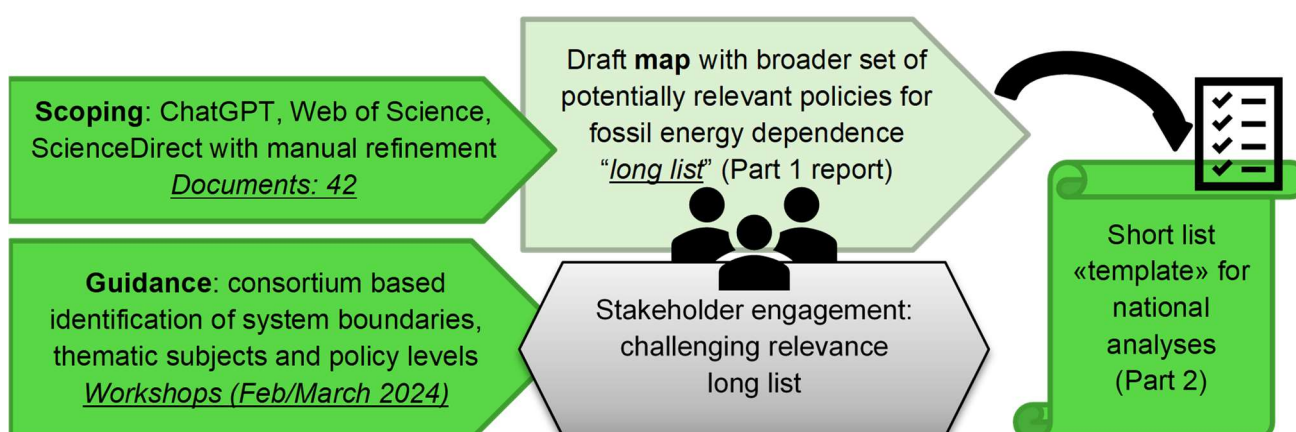 Scoping: ChatGPT, Web of Science,
ScienceDirect with manual refinement
Documents: 42
Draft map with broader set of
potentially relevant policies for
fossil energy dependence
“long list” (Part 1 report)
Guidance: consortium based
identification of system boundaries,
thematic subjects and policy levels
Workshops (Feb/March 2024)
Stakeholder engagement:
challenging relevance
long list
Short list
«template» for
national
analyses
(Part 2)